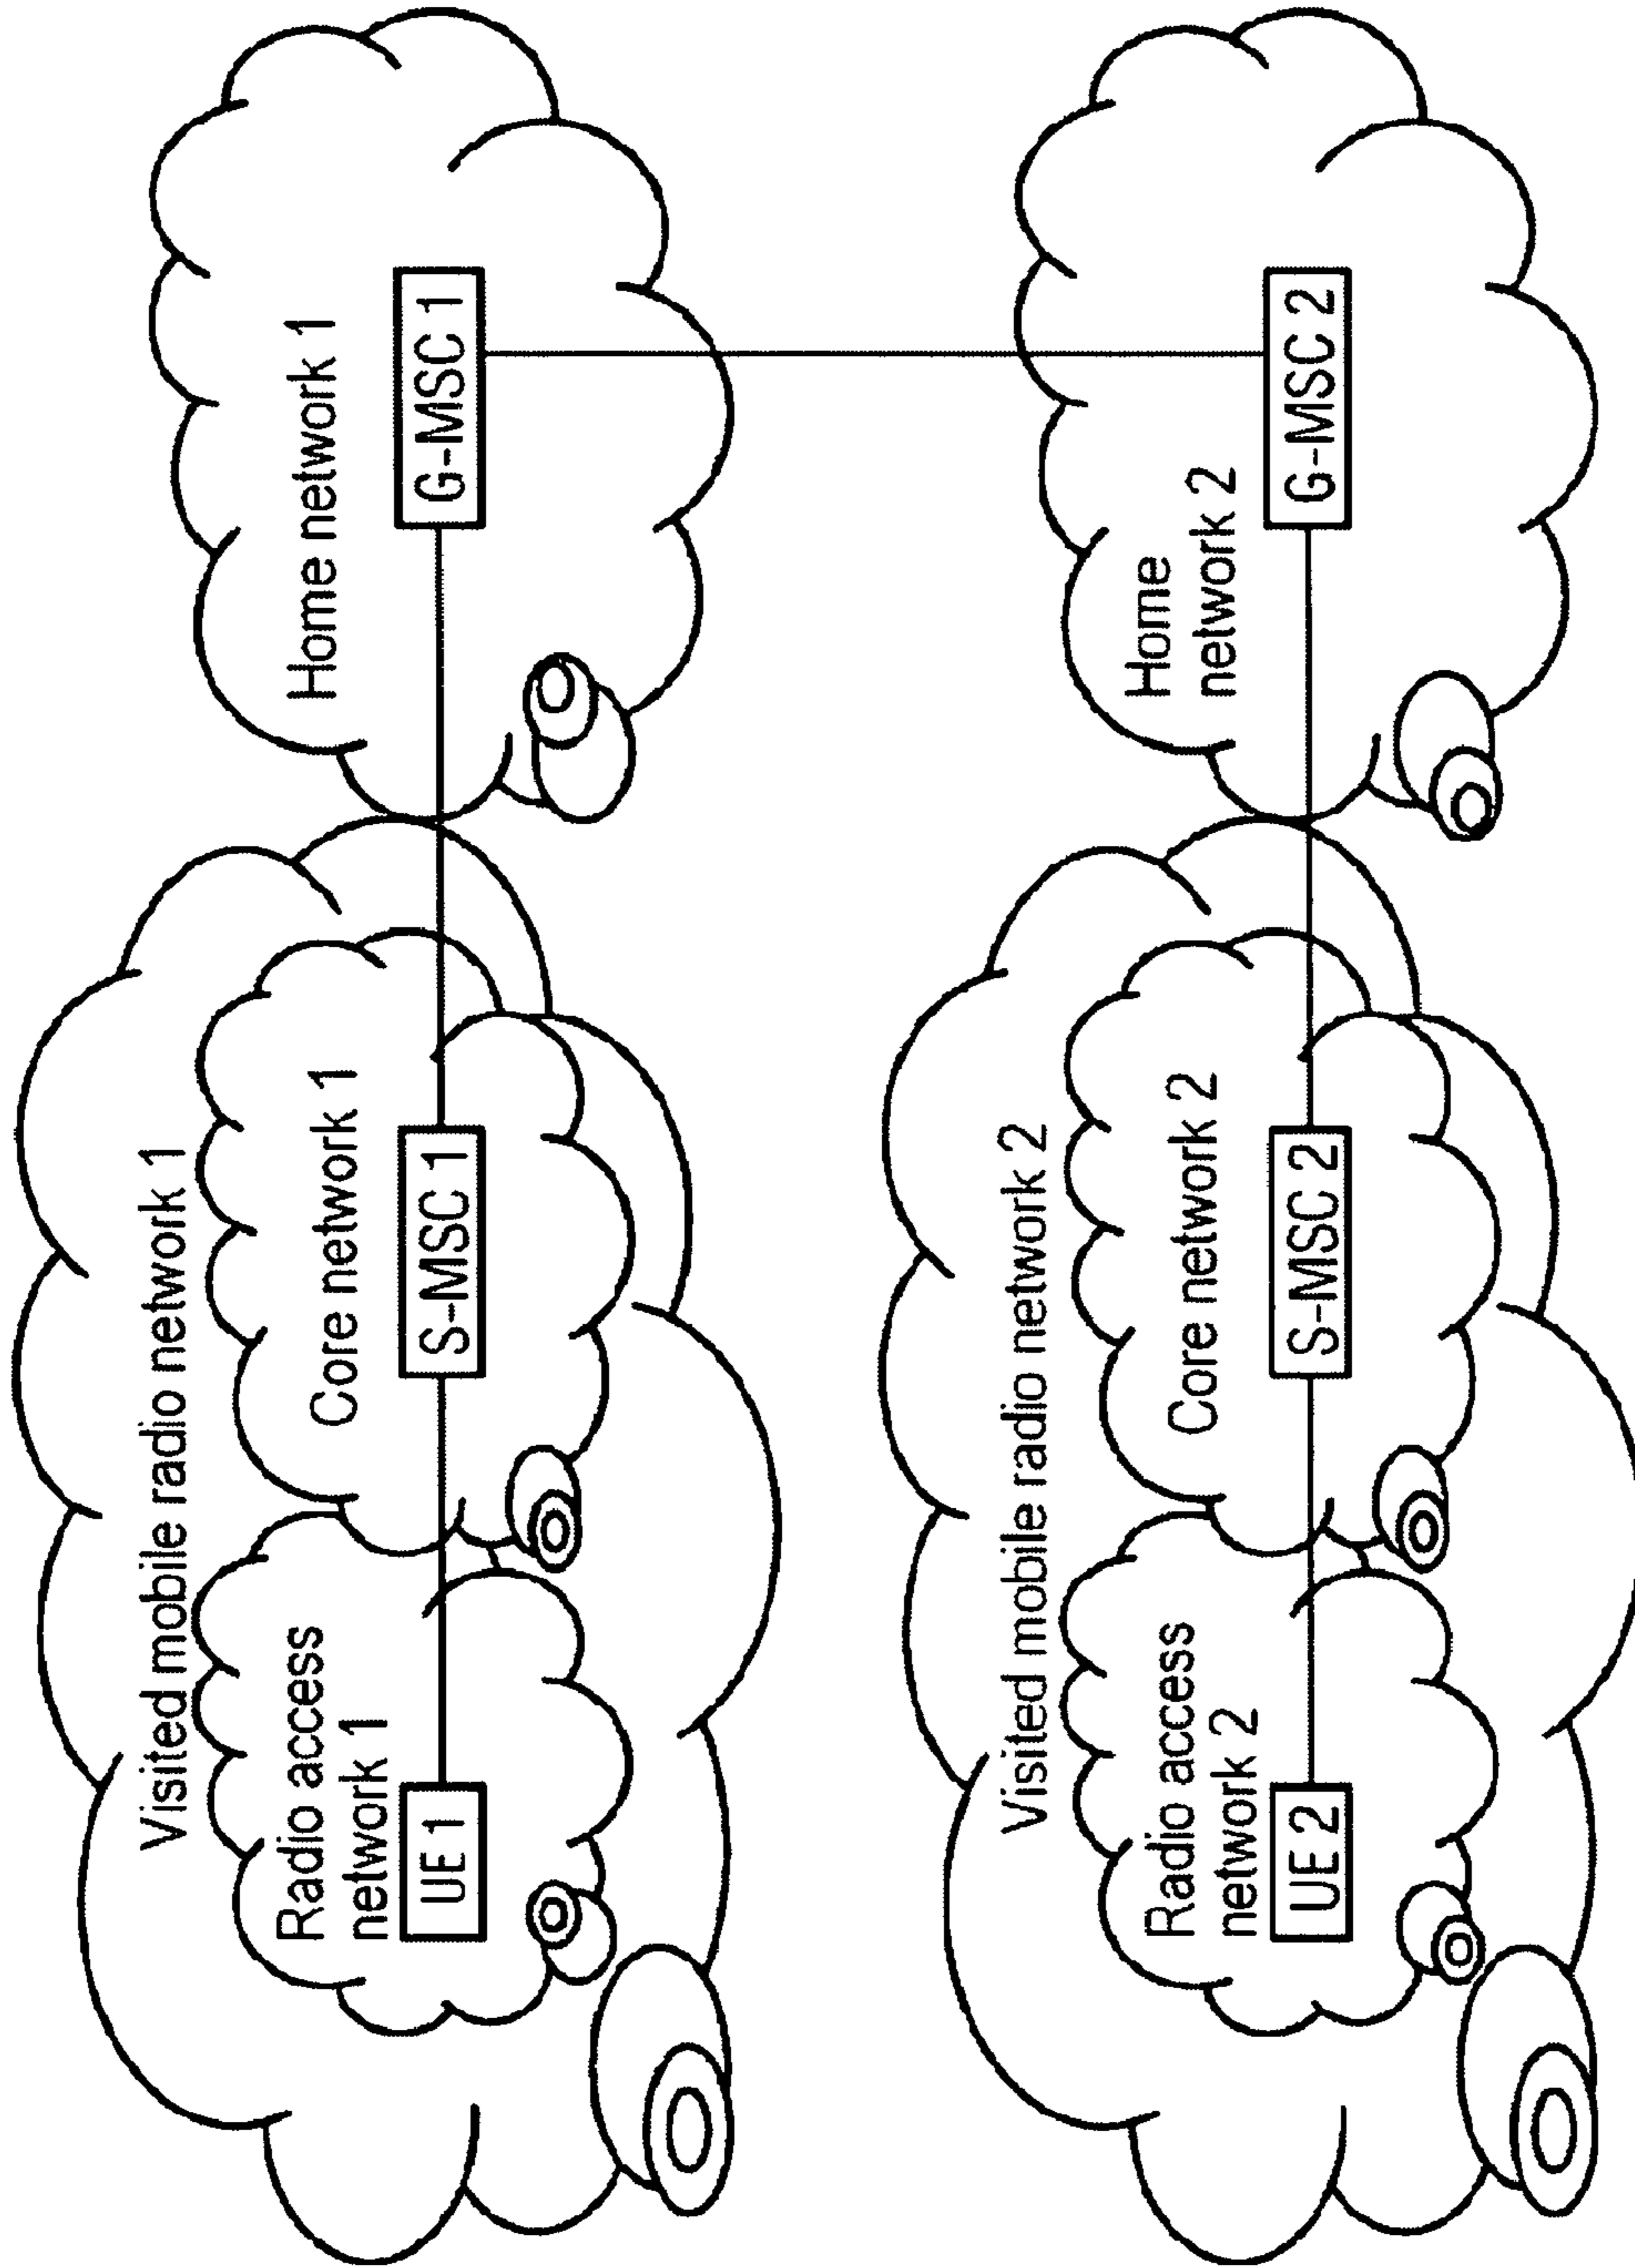 Visited mobile radio network 1
Radio access
network 1
UE 1
Core network 1
S-MSC 1
Home network 1
G-MSC 1
Visited mobile radio network 2
Radio access
network 2
UE 2
Core network 2
S-MSC 2
Home
network 2
G-MSC 2